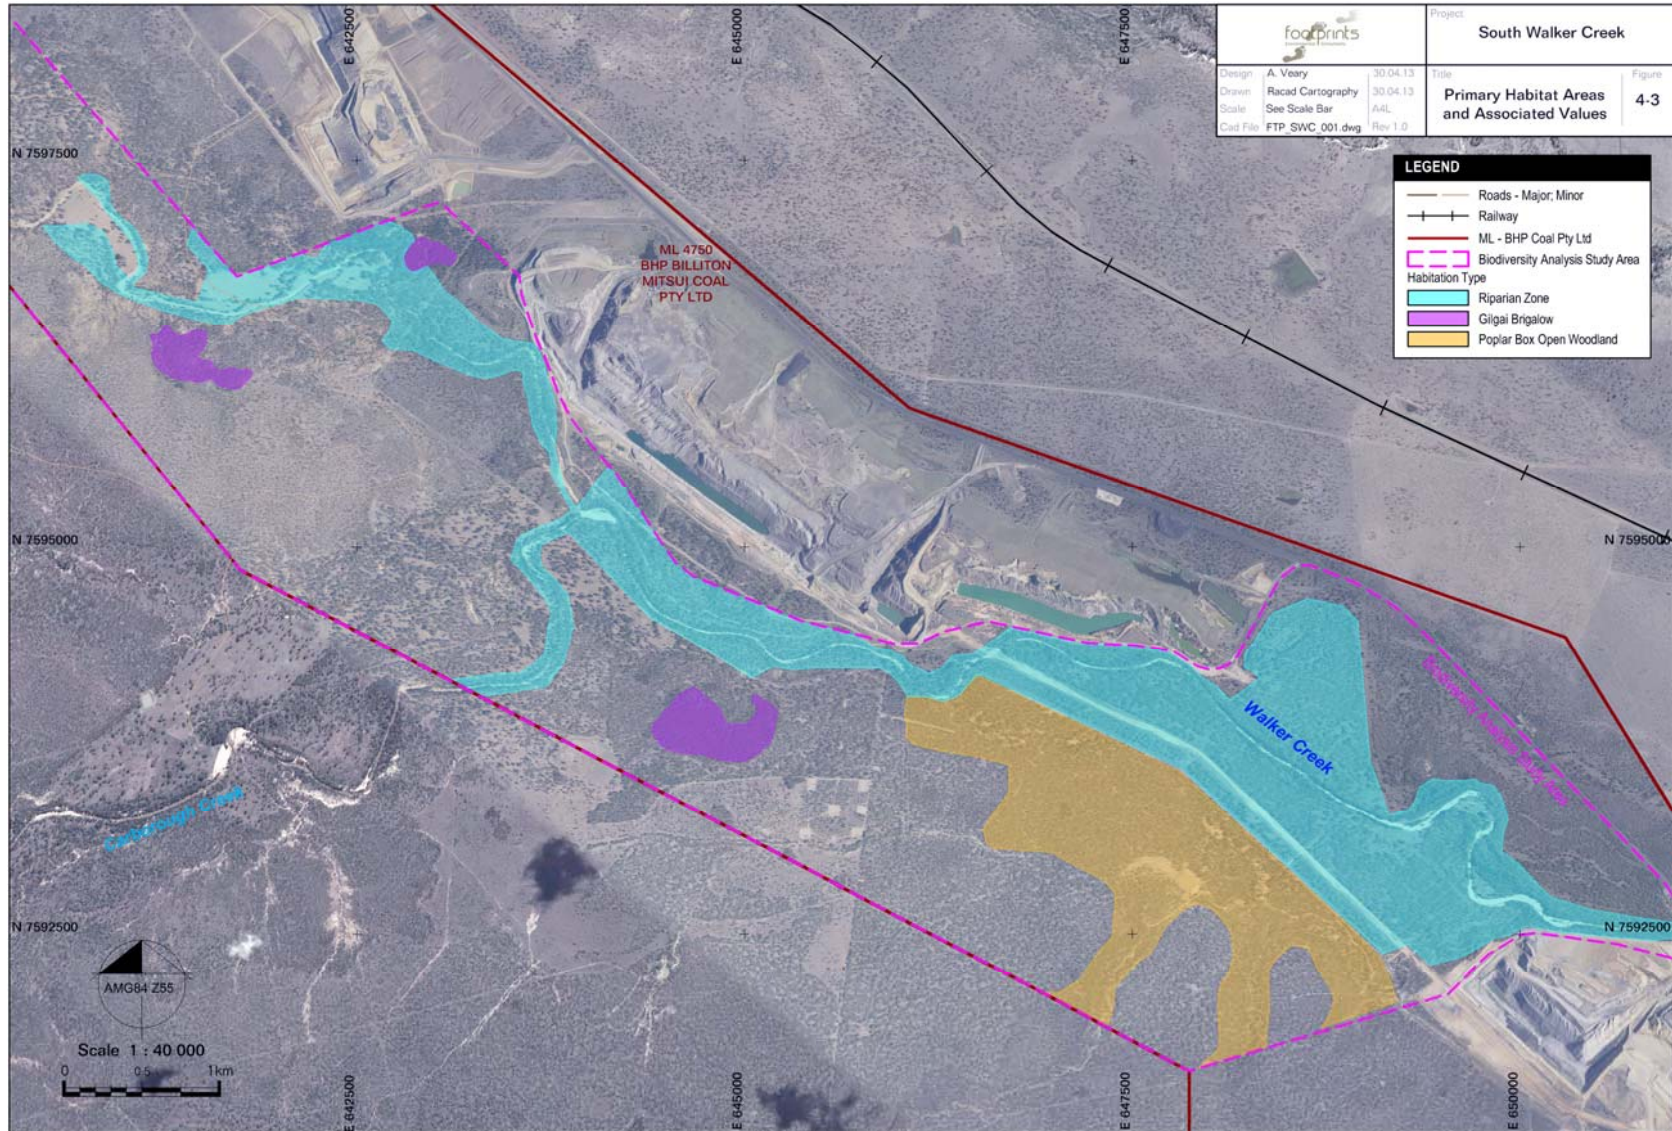 E 642500
E 645000
E 647500
footprints
Project
South Walker Creek
Design A. Veary 30.04.13
Drawn Racad Cartography 30.04.13
Scale See Scale Bar A4L
Cad File FTP_SWC_001.dwg Rev 1.0
Title
Primary Habitat Areas
and Associated Values
Figure
4-3
N 7597500
LEGEND
Roads - Major; Minor
Railway
ML - BHP Coal Pty Ltd
Biodiversity Analysis Study Area
Habitation Type
Riparian Zone
Gilgai Brigalow
Poplar Box Open Woodland
ML 4750
BHP BILLITON
MITSUI COAL
PTY LTD
N 7595000
N 7595000
Biodiversity Analysis Study Area
Walker Creek
Carborough Creek
N 7592500
N 7592500
AMG84 Z55
Scale 1 : 40 000
0 0.5 1km
E 642500
E 645000
E 647500
E 650000